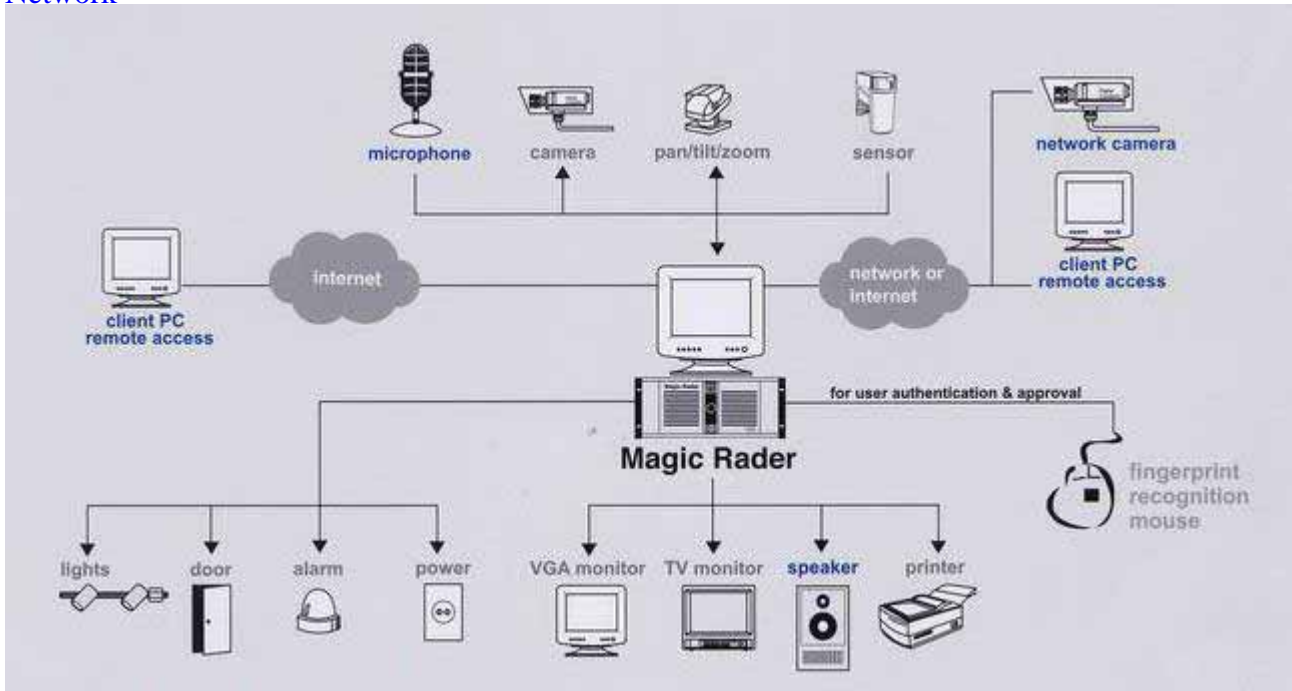 Network
microphone
camera
pan/tilt/zoom
sensor
network camera
internet
network or
internet
client PC
remote access
client PC
remote access
Magic Rader
for user authentication & approval
Magic Rader
fingerprint
recognition
mouse
lights
door
alarm
power
VGA monitor
TV monitor
speaker
printer